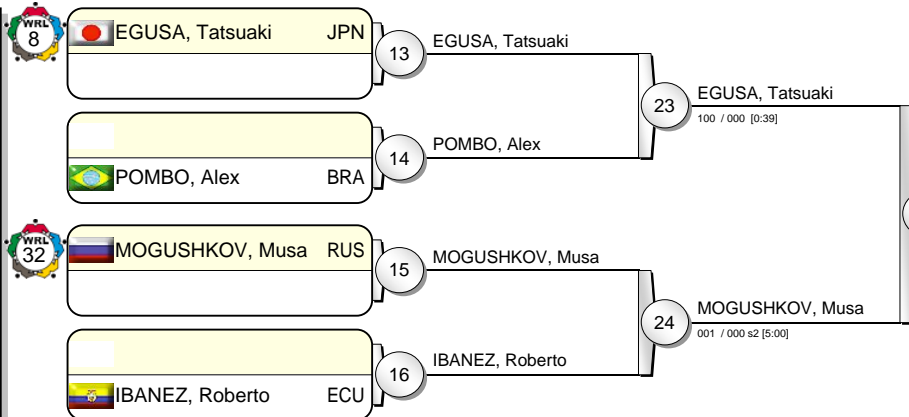 WRL
8
EGUSA, Tatsuaki JPN
13
EGUSA, Tatsuaki
23
EGUSA, Tatsuaki
100 / 000 [0:39]
POMBO, Alex BRA
14
POMBO, Alex
WRL
32
MOGUSHKOV, Musa RUS
15
MOGUSHKOV, Musa
24
MOGUSHKOV, Musa
001 / 000 s2 [5:00]
IBANEZ, Roberto ECU
16
IBANEZ, Roberto